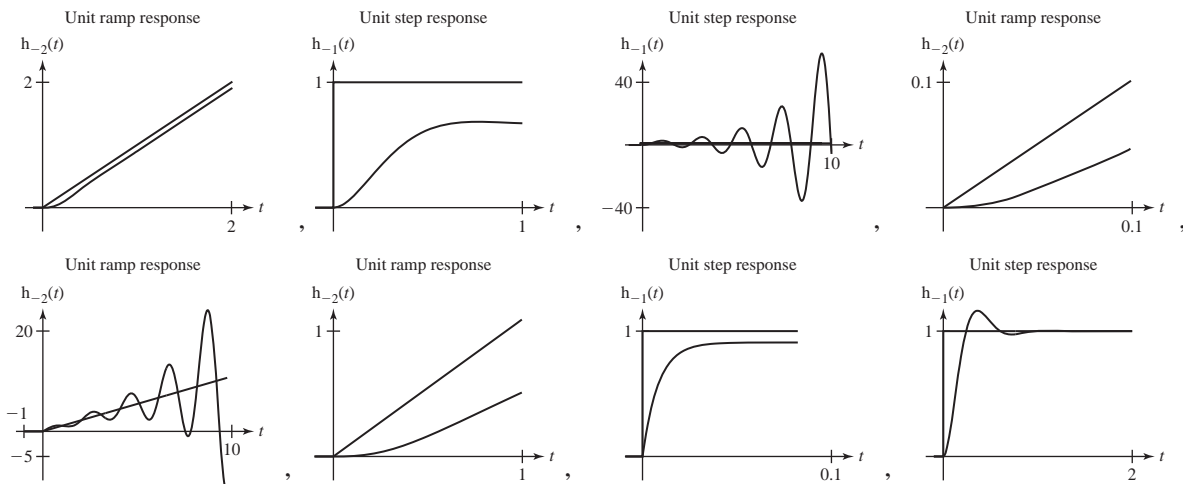 Unit ramp response
h−2(t)
2
t
2
,
Unit step response
h−1(t)
1
t
1
,
Unit step response
h−1(t)
40
t
10
−40
,
Unit ramp response
h−2(t)
0.1
t
0.1
,
Unit ramp response
h−2(t)
20
−1
t
10
−5
,
Unit ramp response
h−2(t)
1
t
1
,
Unit step response
h−1(t)
1
t
0.1
,
Unit step response
h−1(t)
1
t
2